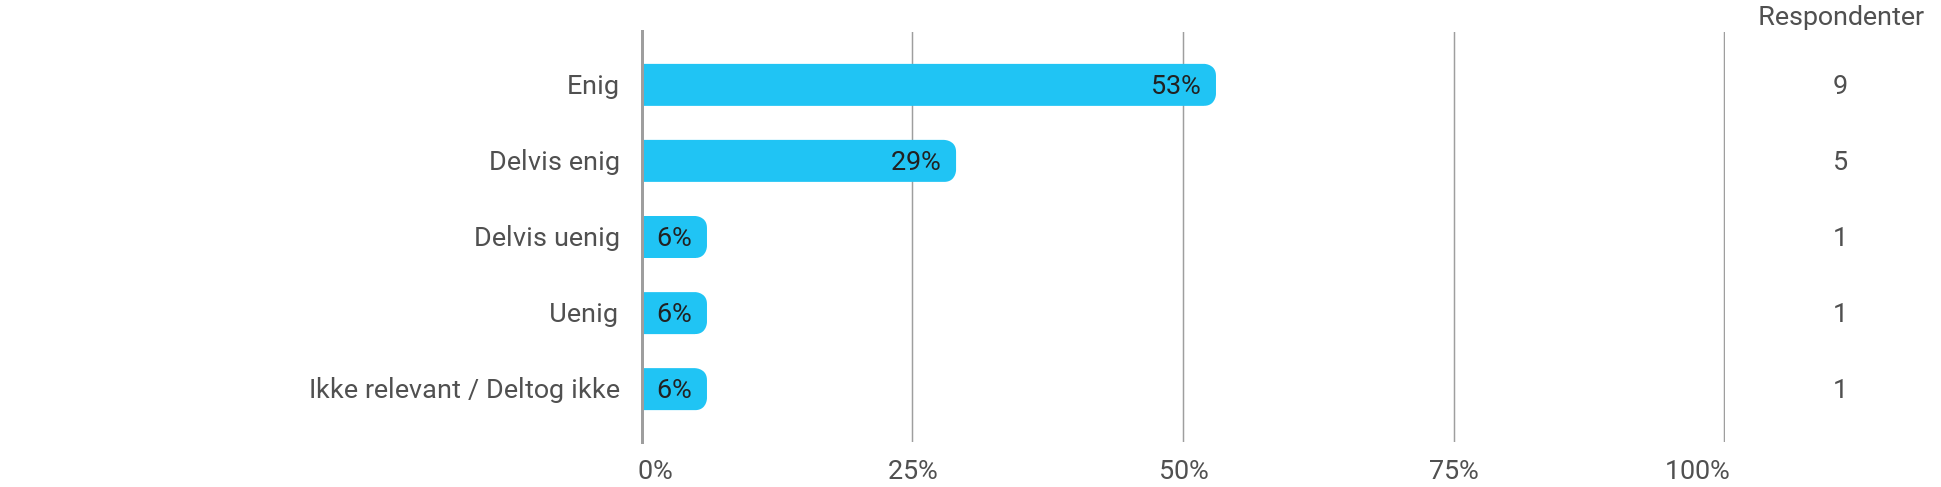 Respondenter
Enig 53% 9
Delvis enig 29% 5
Delvis uenig 6% 1
Uenig 6% 1
Ikke relevant / Deltog ikke 6% 1
0% 25% 50% 75% 100%